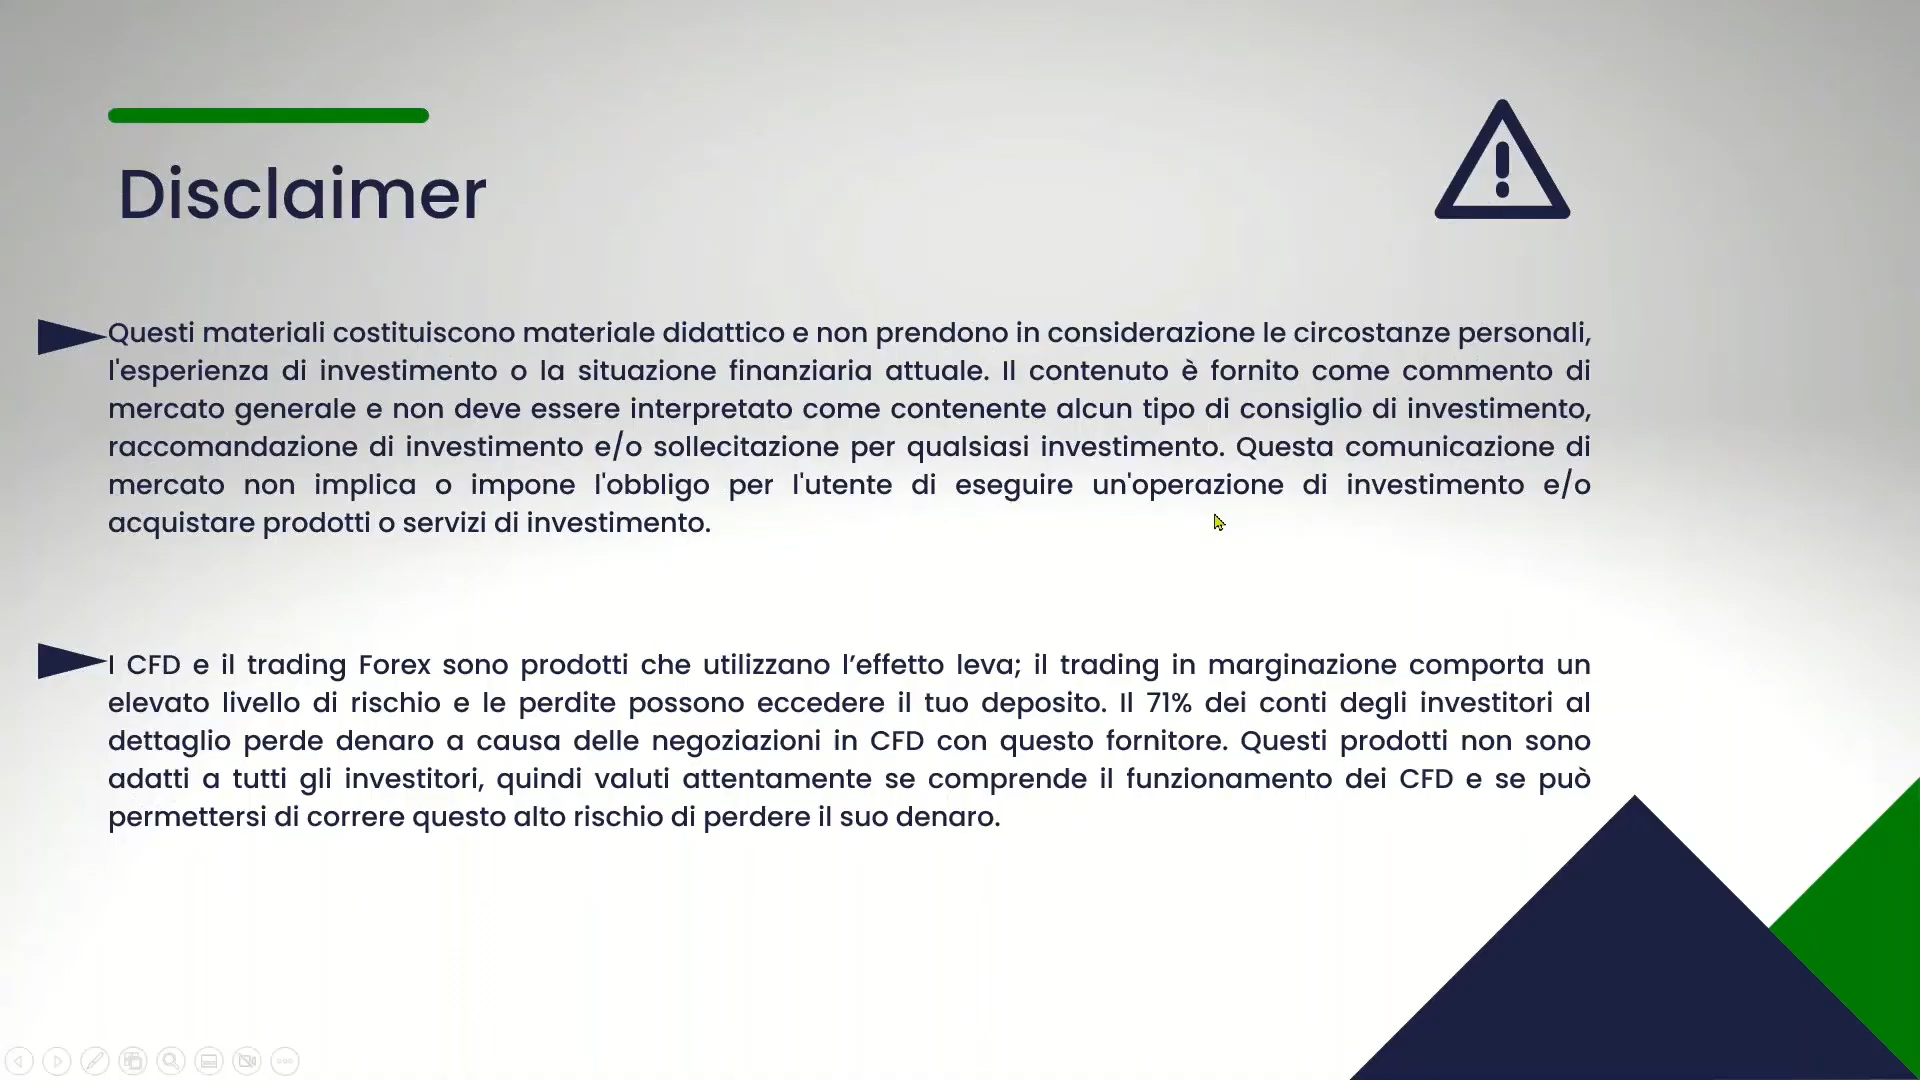 Disclaimer
Questi materiali costituiscono materiale didattico e non prendono in considerazione le circostanze personali,
l'esperienza di investimento o la situazione finanziaria attuale. Il contenuto è fornito come commento di
mercato generale e non deve essere interpretato come contenente alcun tipo di consiglio di investimento,
raccomandazione di investimento e/o sollecitazione per qualsiasi investimento. Questa comunicazione di
mercato non implica o impone l'obbligo per l'utente di eseguire un'operazione di investimento e/o
acquistare prodotti o servizi di investimento.
I CFD e il trading Forex sono prodotti che utilizzano l’effetto leva; il trading in marginazione comporta un
elevato livello di rischio e le perdite possono eccedere il tuo deposito. Il 71% dei conti degli investitori al
dettaglio perde denaro a causa delle negoziazioni in CFD con questo fornitore. Questi prodotti non sono
adatti a tutti gli investitori, quindi valuti attentamente se comprende il funzionamento dei CFD e se può
permettersi di correre questo alto rischio di perdere il suo denaro.